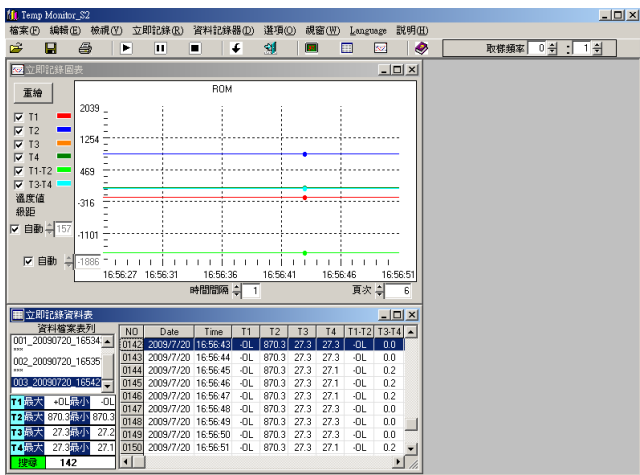 Temp Monitor_S2
檔案(F) 編輯(E) 檢視(V) 立即記錄(R) 資料記錄器(D) 選項(O) 視窗(W) Language 說明(H)
取樣頻率 0 : 1
立即記錄圖表
重繪
ROM
T1
T2
T3
T4
T1-T2
T3-T4
溫度值
級距
自動 157
自動 -1886
2039
1254
469
-316
-1101
16:56:27 16:56:31 16:56:36 16:56:41 16:56:46 16:56:51
時間間隔 1 頁次 6
立即記錄資料表
資料檔案表列
001_20090720_16534
***
002_20090720_16535
***
003_20090720_16542
T1最大 +OL最小 -OL
T2最大 870.3最小 870.3
T3最大 27.3最小 27.2
T4最大 27.3最小 27.1
搜尋 142
NO Date Time T1 T2 T3 T4 T1-T2 T3-T4
0142 2009/7/20 16:56:43 -OL 870.3 27.3 27.3 -OL 0.0
0143 2009/7/20 16:56:44 -OL 870.3 27.3 27.3 -OL 0.0
0144 2009/7/20 16:56:45 -OL 870.3 27.3 27.1 -OL 0.2
0145 2009/7/20 16:56:46 -OL 870.3 27.3 27.1 -OL 0.2
0146 2009/7/20 16:56:47 -OL 870.3 27.3 27.1 -OL 0.2
0147 2009/7/20 16:56:48 -OL 870.3 27.3 27.3 -OL 0.0
0148 2009/7/20 16:56:49 -OL 870.3 27.3 27.3 -OL 0.0
0149 2009/7/20 16:56:50 -OL 870.3 27.3 27.3 -OL 0.0
0150 2009/7/20 16:56:51 -OL 870.3 27.3 27.1 -OL 0.2